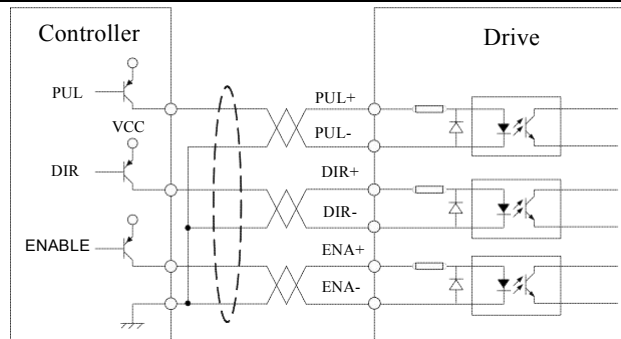 Controller
Drive
PUL
VCC
DIR
ENABLE
PUL+
PUL-
DIR+
DIR-
ENA+
ENA-